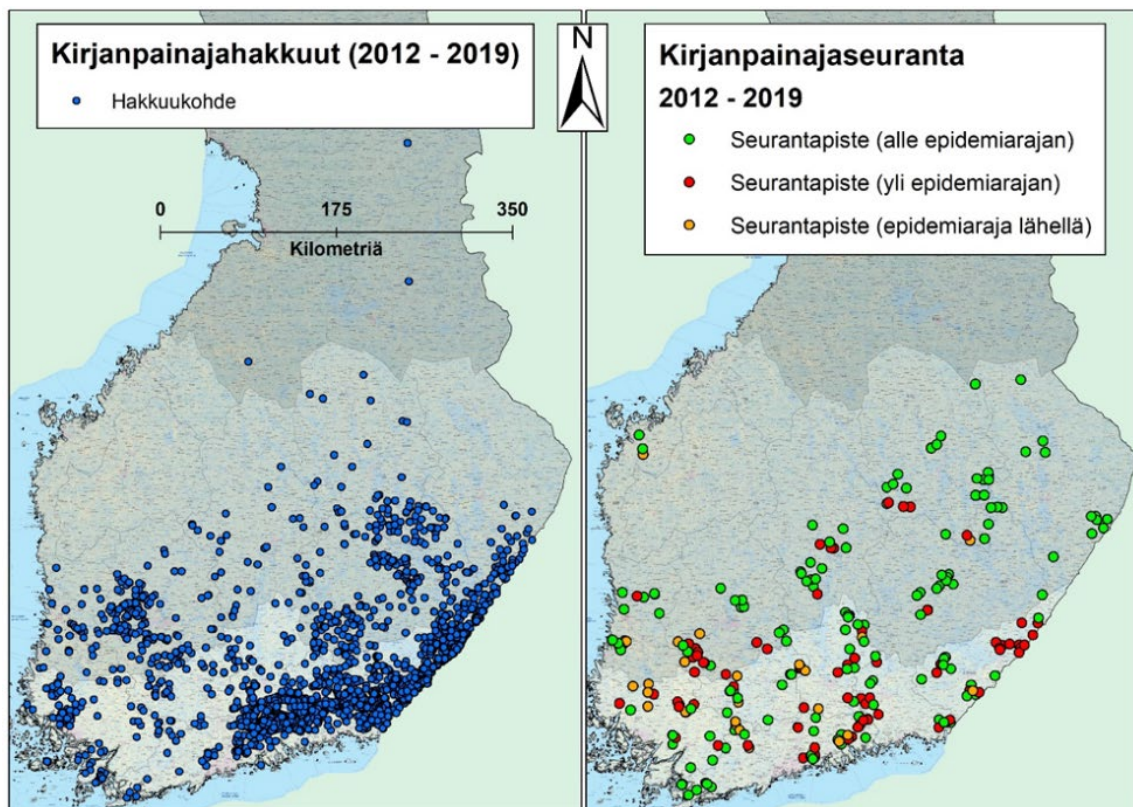 Kirjanpainajahakkuut (2012 - 2019)
Hakkuukohde
N
0 175 350
Kilometriä
Kirjanpainajaseuranta
2012 - 2019
Seurantapiste (alle epidemiarajan)
Seurantapiste (yli epidemiarajan)
Seurantapiste (epidemiaraja lähellä)